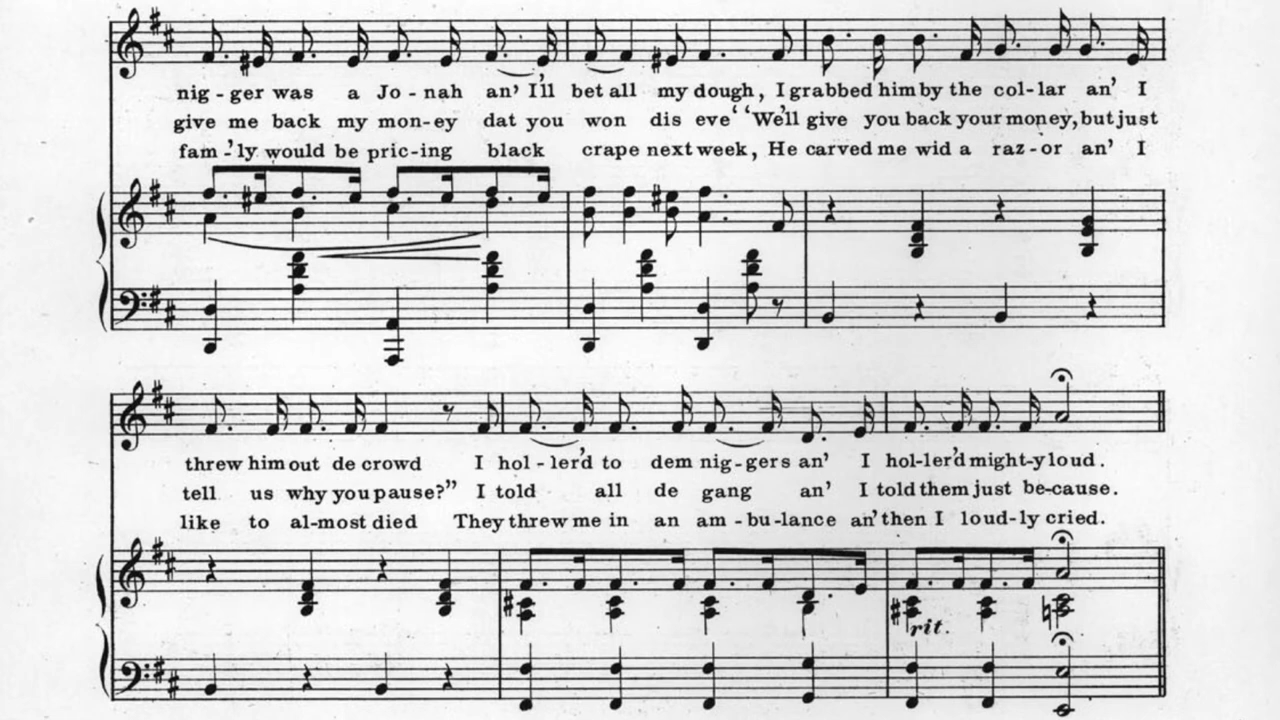 nig-ger was a Jo-nah an' I'll bet all my dough, I grabbed him by the col-lar an' I
give me back my mon-ey dat you won dis eve' 'We'll give you back your money, but just
fam-'ly would be pric-ing black crape next week, He carved me wid a raz-or an' I
threw him out de crowd I hol-ler'd to dem nig-gers an' I hol-ler'd might-y loud.
tell us why you pause?" I told all de gang an' I told them just be-cause.
like to al-most died They threw me in an am-bu-lance an' then I loud-ly cried.
rit.